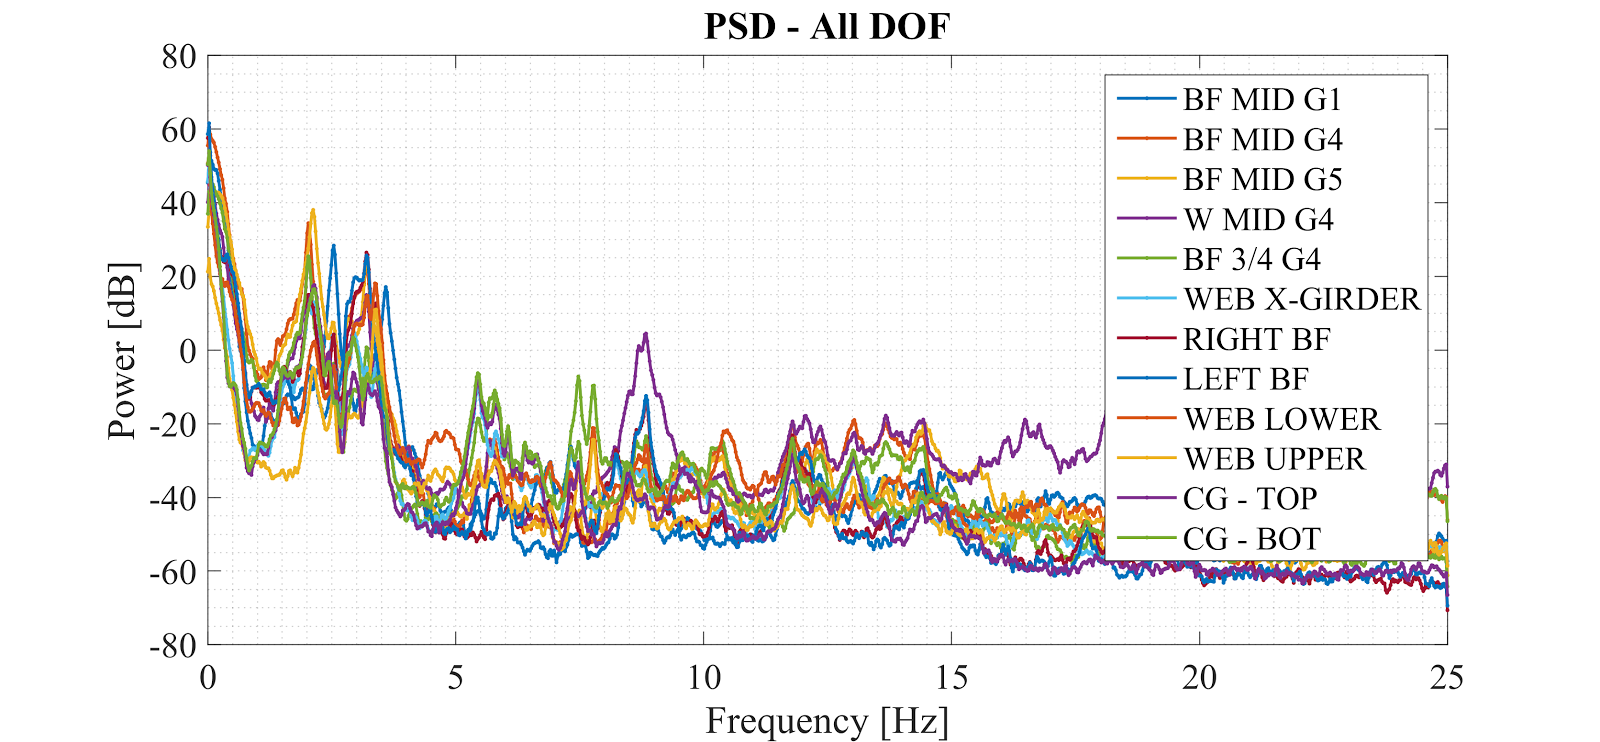 PSD - All DOF
80
60
40
20
0
-20
-40
-60
-80
Power [dB]
BF MID G1
BF MID G4
BF MID G5
W MID G4
BF 3/4 G4
WEB X-GIRDER
RIGHT BF
LEFT BF
WEB LOWER
WEB UPPER
CG - TOP
CG - BOT
0 5 10 15 20 25
Frequency [Hz]